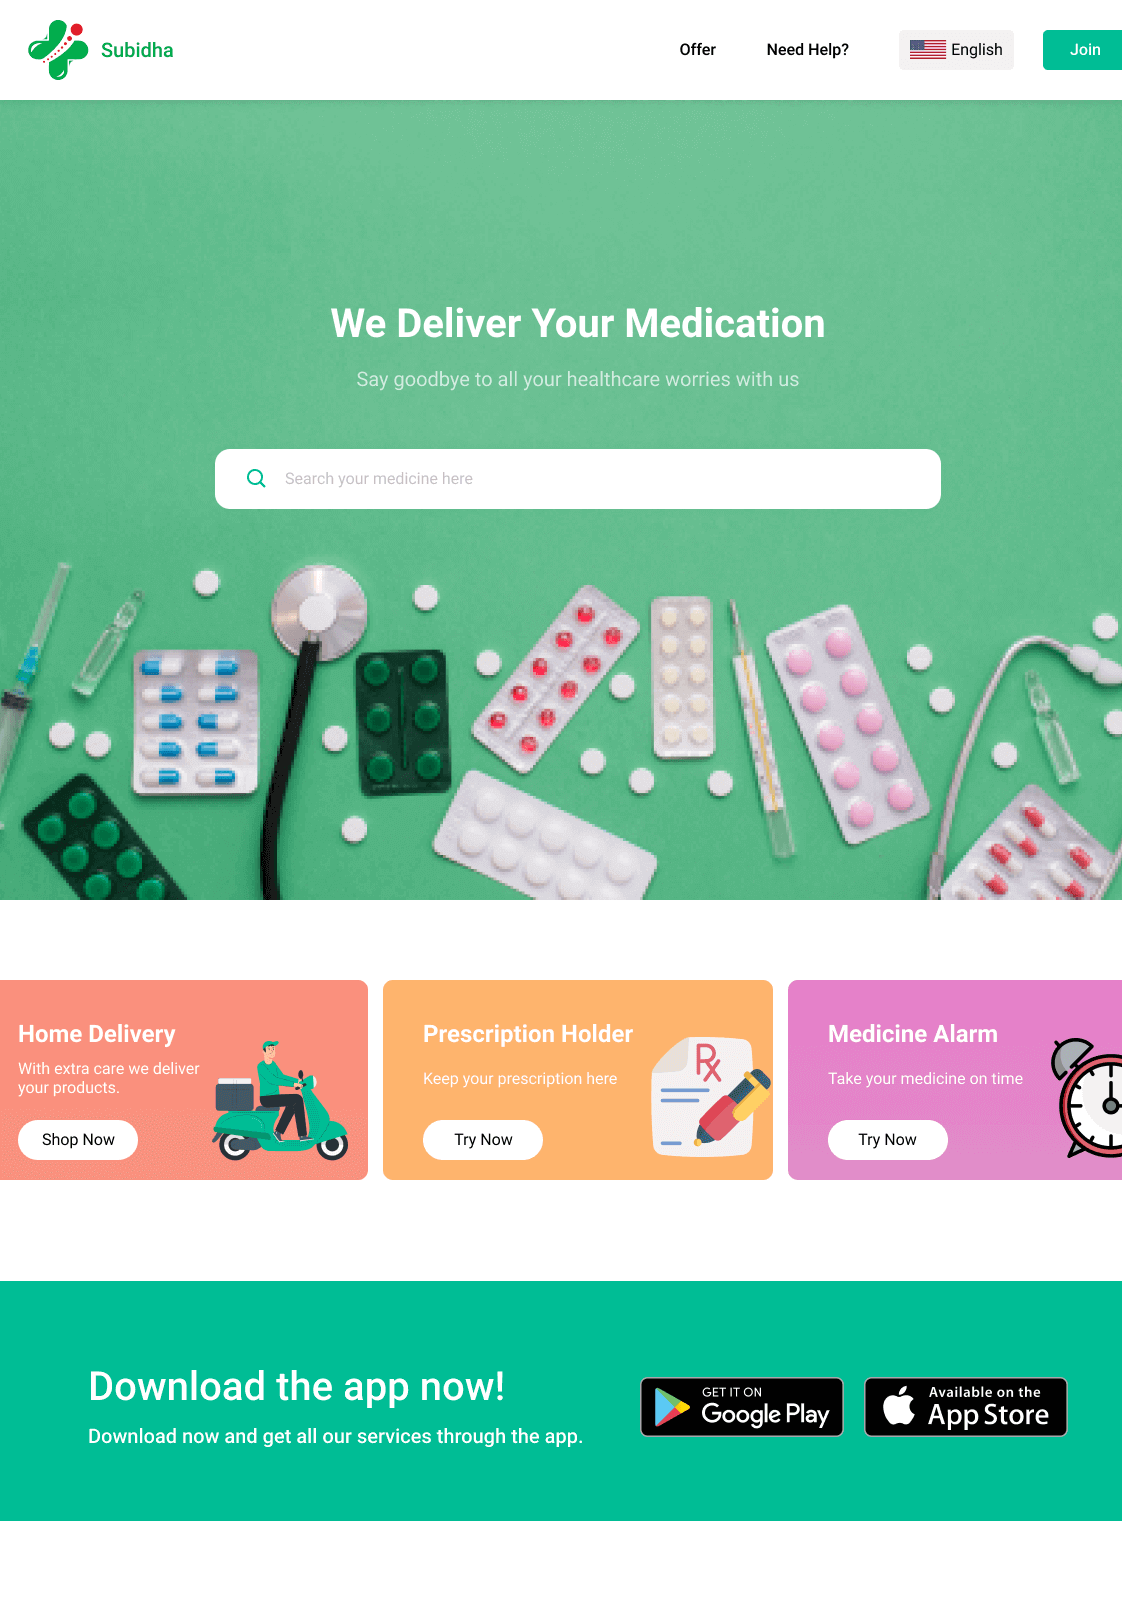 Subidha
Offer
Need Help?
English
Join
We Deliver Your Medication
Say goodbye to all your healthcare worries with us
Search your medicine here
Home Delivery
With extra care we deliver
your products.
Shop Now
Prescription Holder
Keep your prescription here
Try Now
Rx
Medicine Alarm
Take your medicine on time
Try Now
Download the app now!
Download now and get all our services through the app.
GET IT ON
Google Play
Available on the
App Store